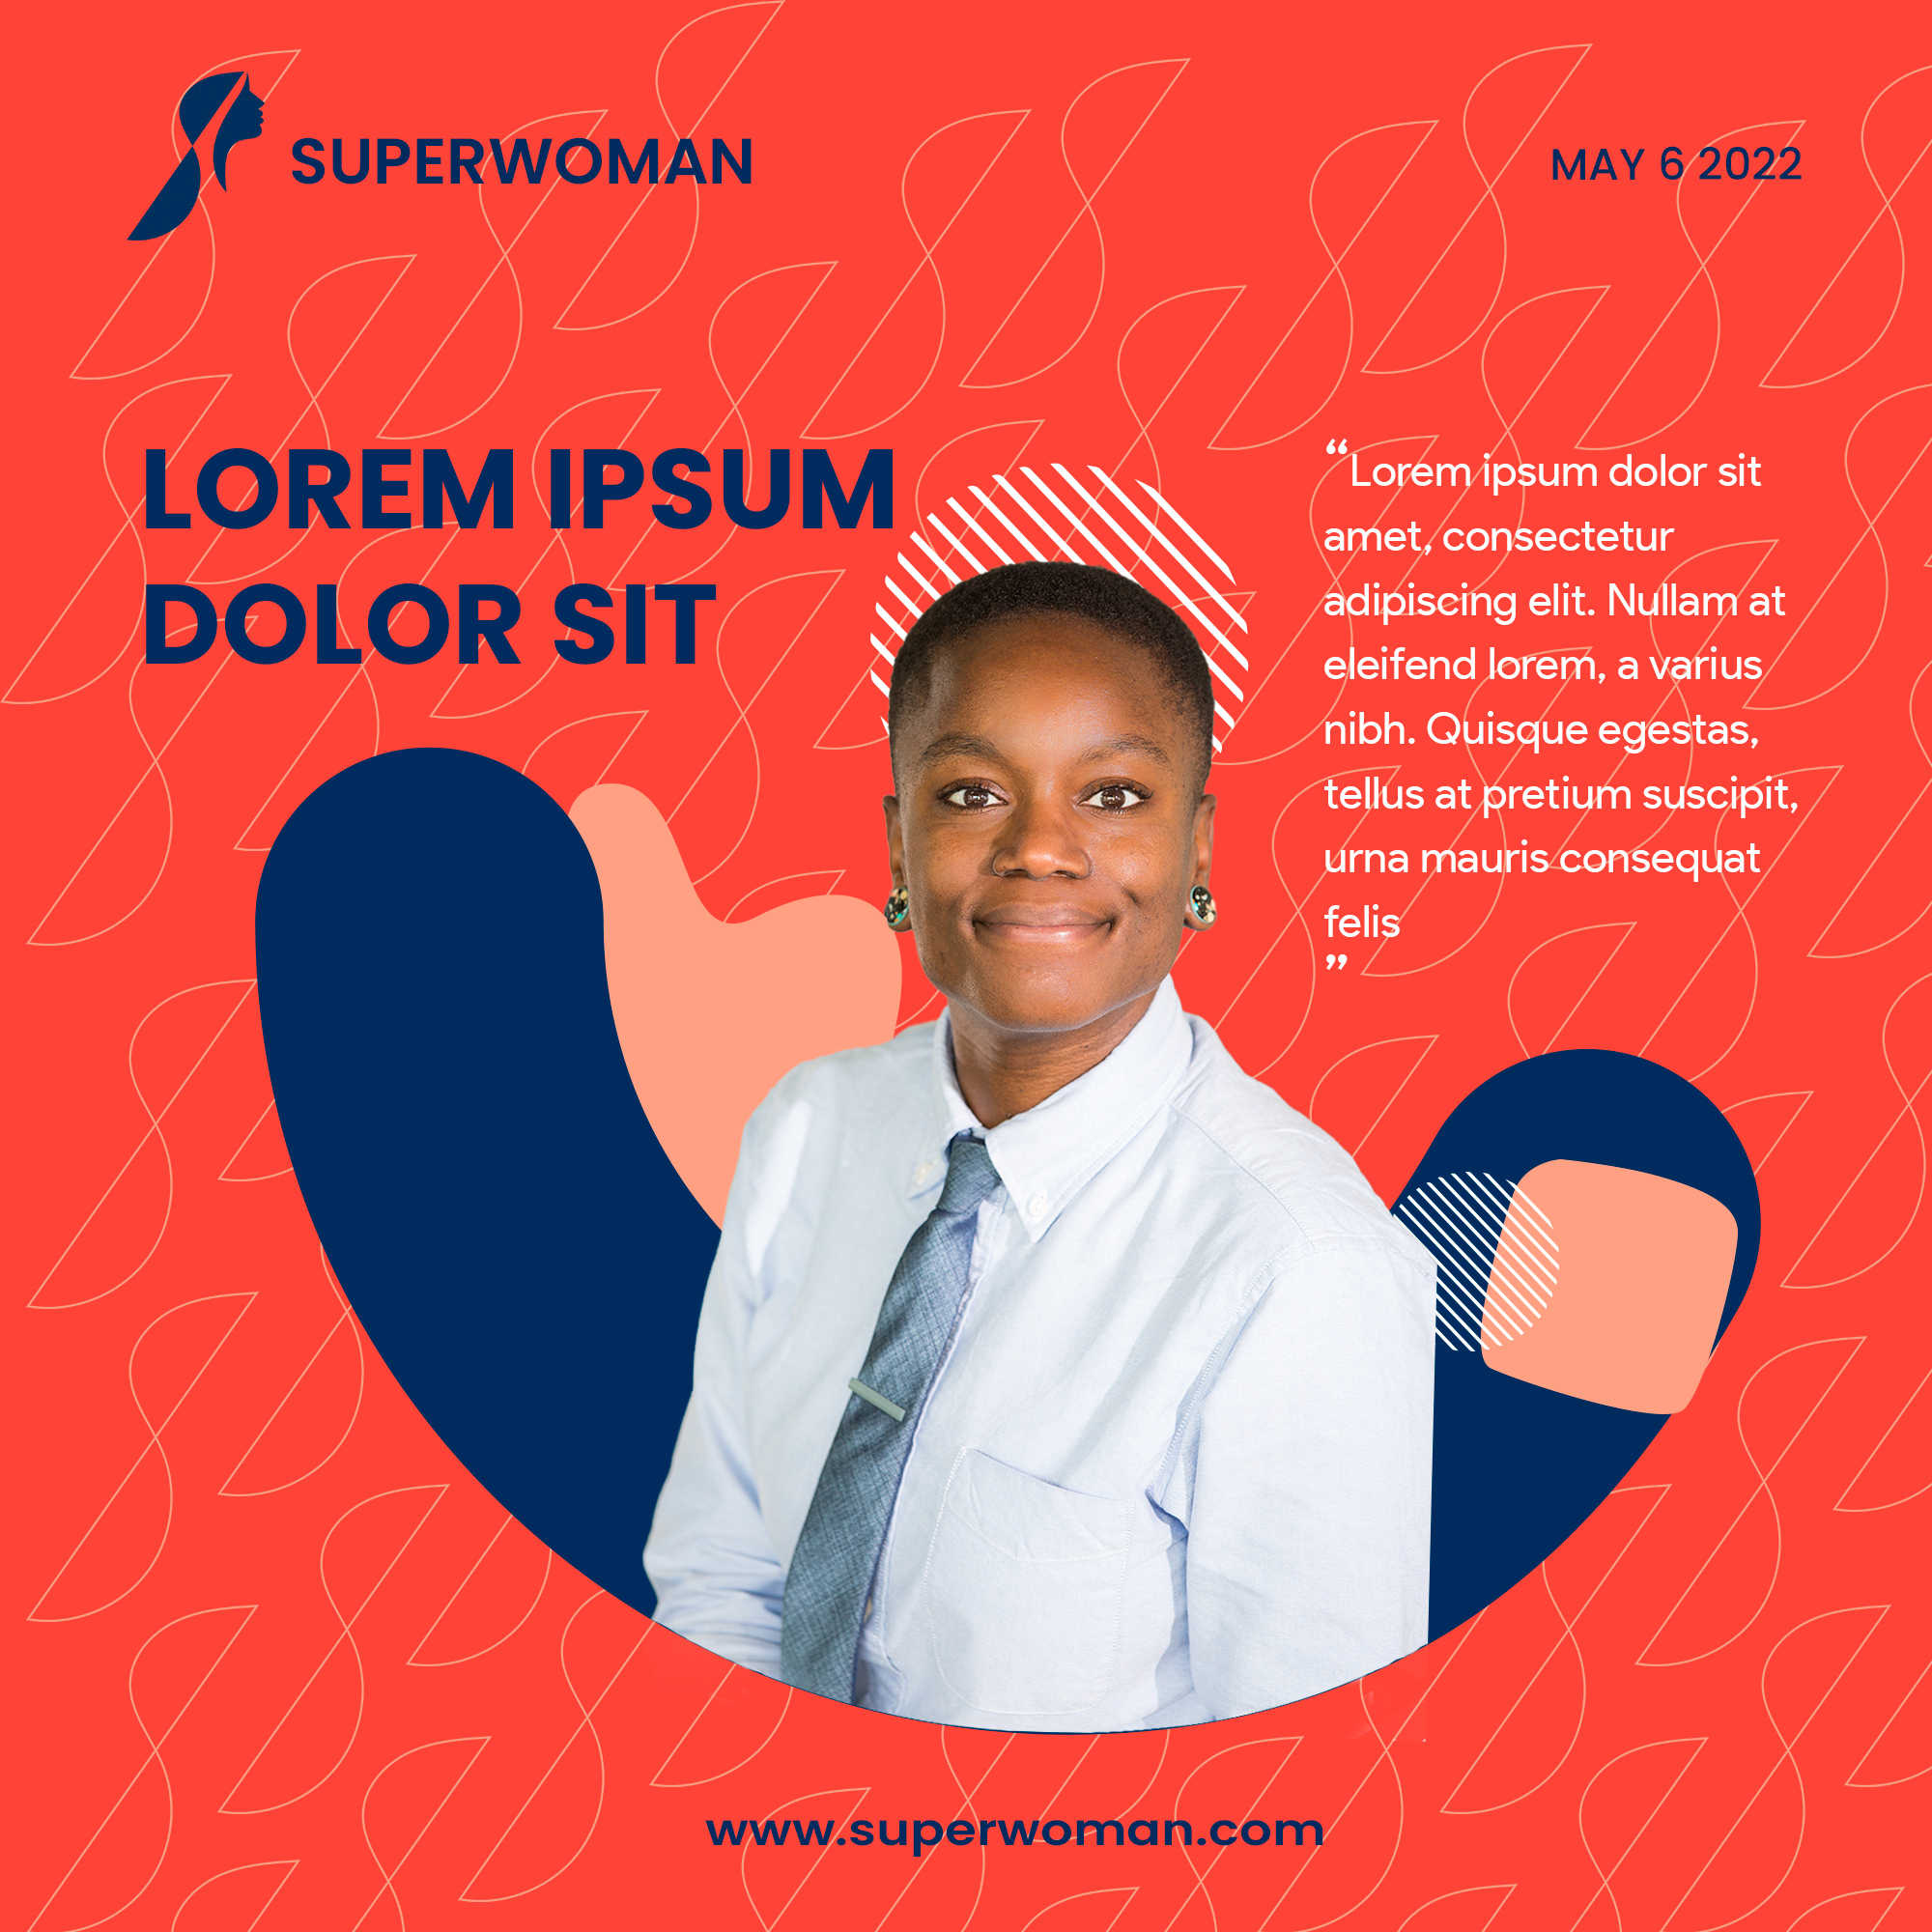 SUPERWOMAN
MAY 6 2022
LOREM IPSUM
DOLOR SIT
“Lorem ipsum dolor sit
amet, consectetur
adipiscing elit. Nullam at
eleifend lorem, a varius
nibh. Quisque egestas,
tellus at pretium suscipit,
urna mauris consequat
felis
”
www.superwoman.com